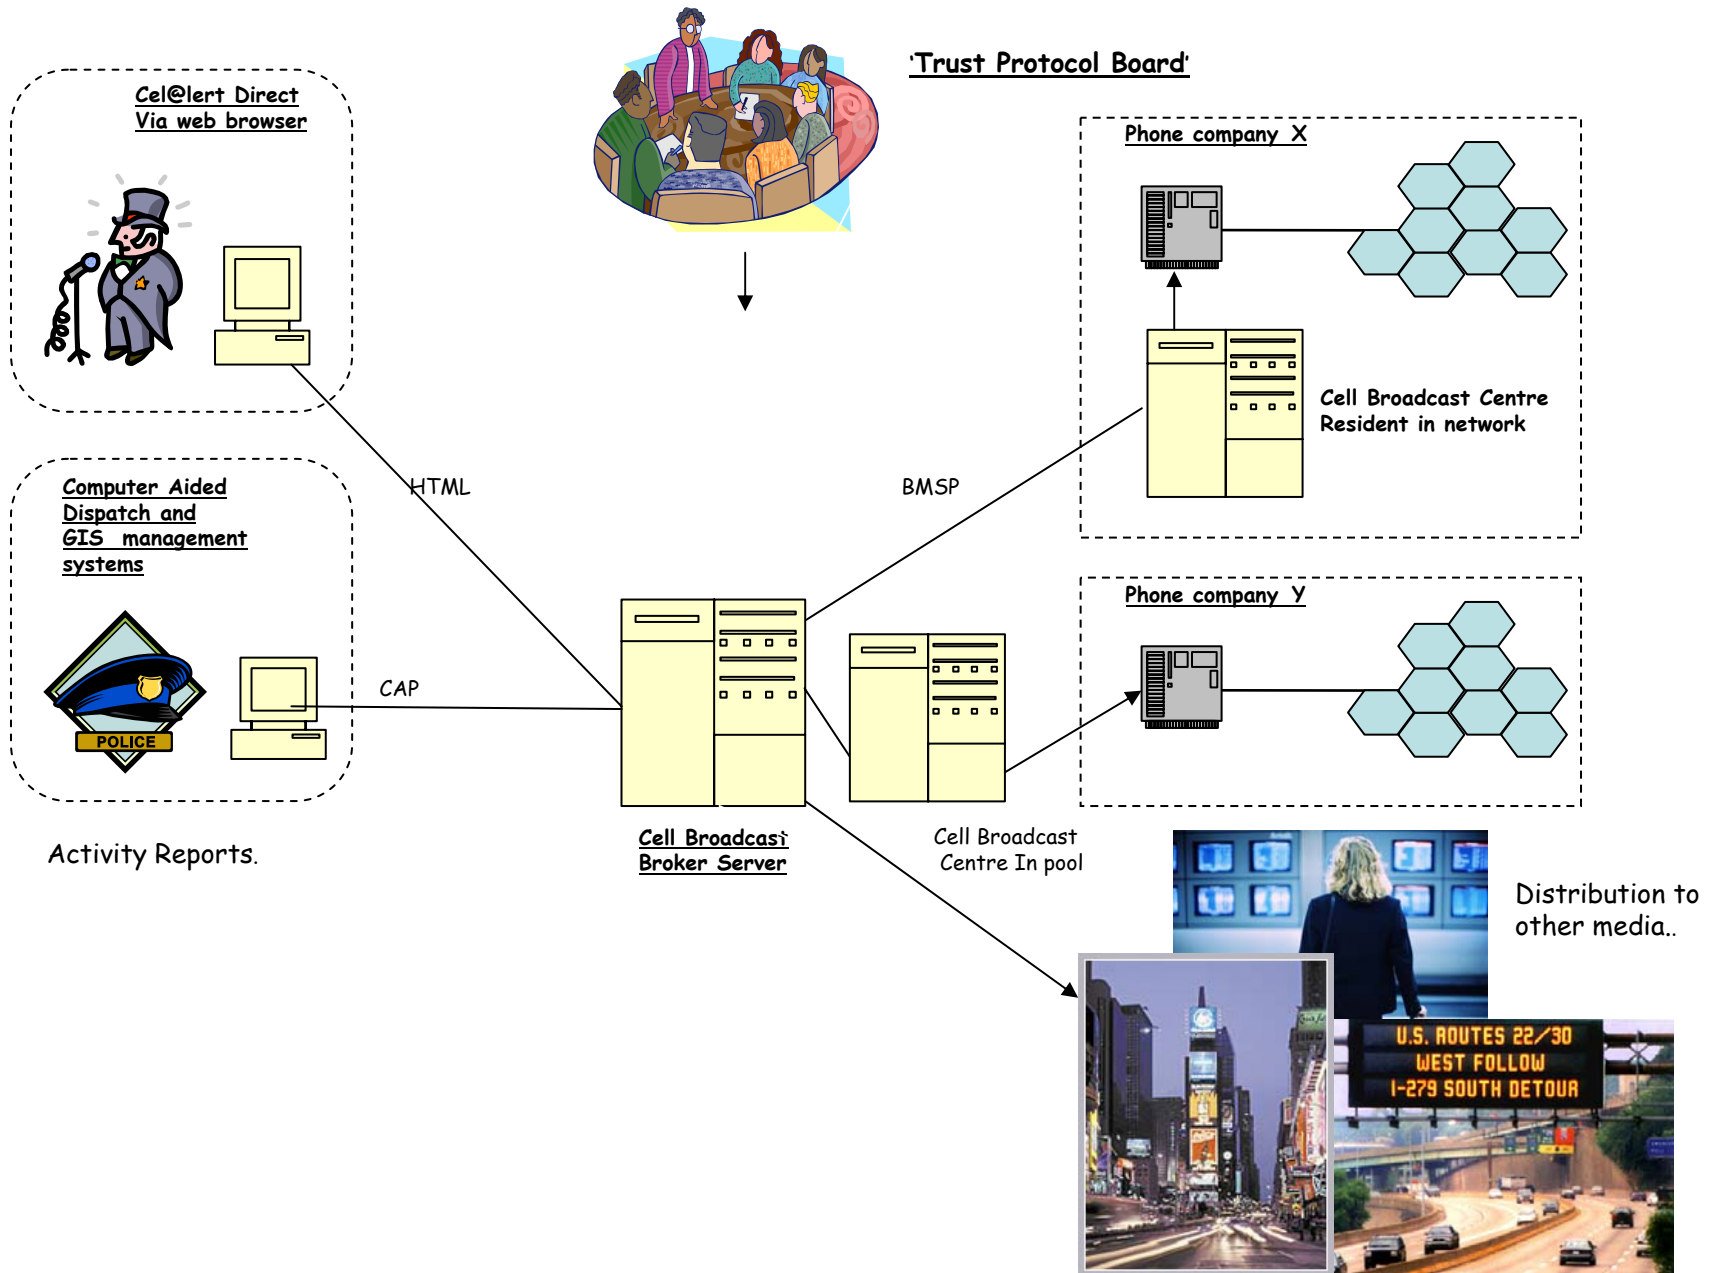 'Trust Protocol Board'
Cel@lert Direct
Via web browser
Phone company X
Cell Broadcast Centre
Resident in network
HTML
BMSP
Computer Aided
Dispatch and
GIS management
systems
POLICE
CAP
Phone company Y
Cell Broadcast
Broker Server
Cell Broadcast
Centre In pool
Activity Reports.
Distribution to
other media..
U.S. ROUTES 22/30
WEST FOLLOW
I-279 SOUTH DETOUR